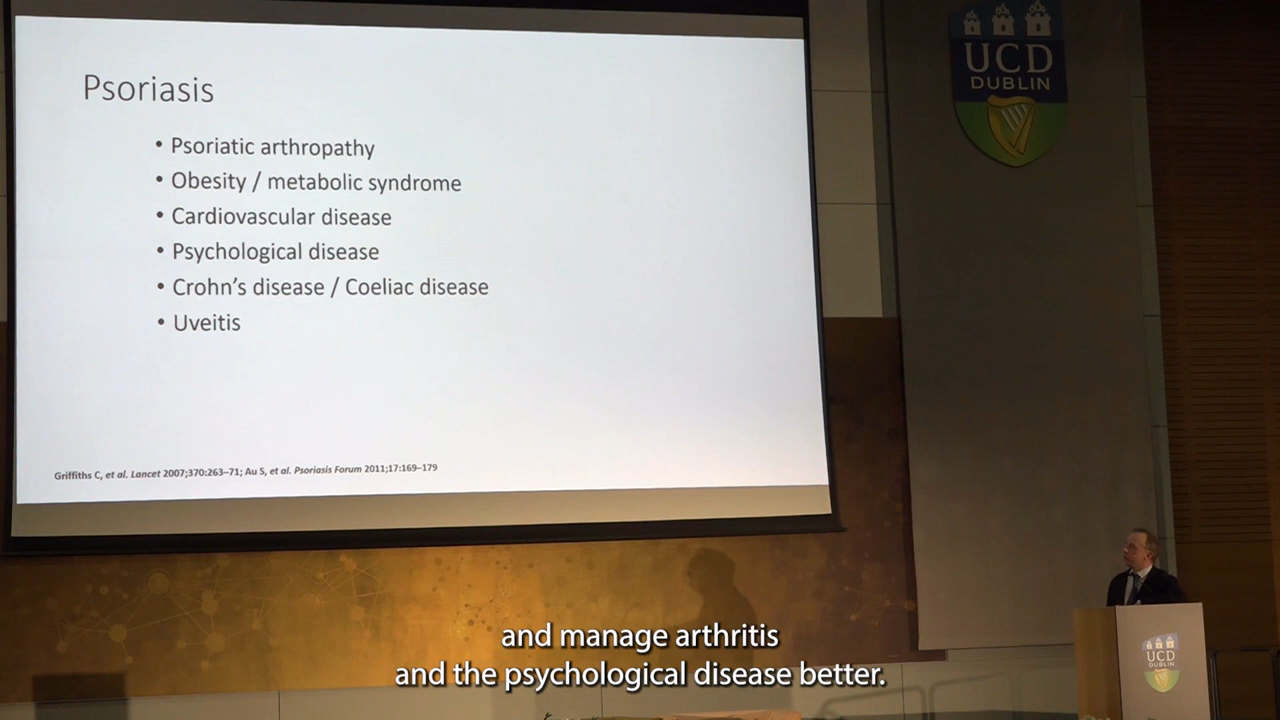 Psoriasis
• Psoriatic arthropathy
• Obesity / metabolic syndrome
• Cardiovascular disease
• Psychological disease
• Crohn's disease / Coeliac disease
• Uveitis
Griffiths C, et al. Lancet 2007;370:263–71; Au S, et al. Psoriasis Forum 2011;17:169–179
UCD
DUBLIN
UCD
DUBLIN
and manage arthritis
and the psychological disease better.